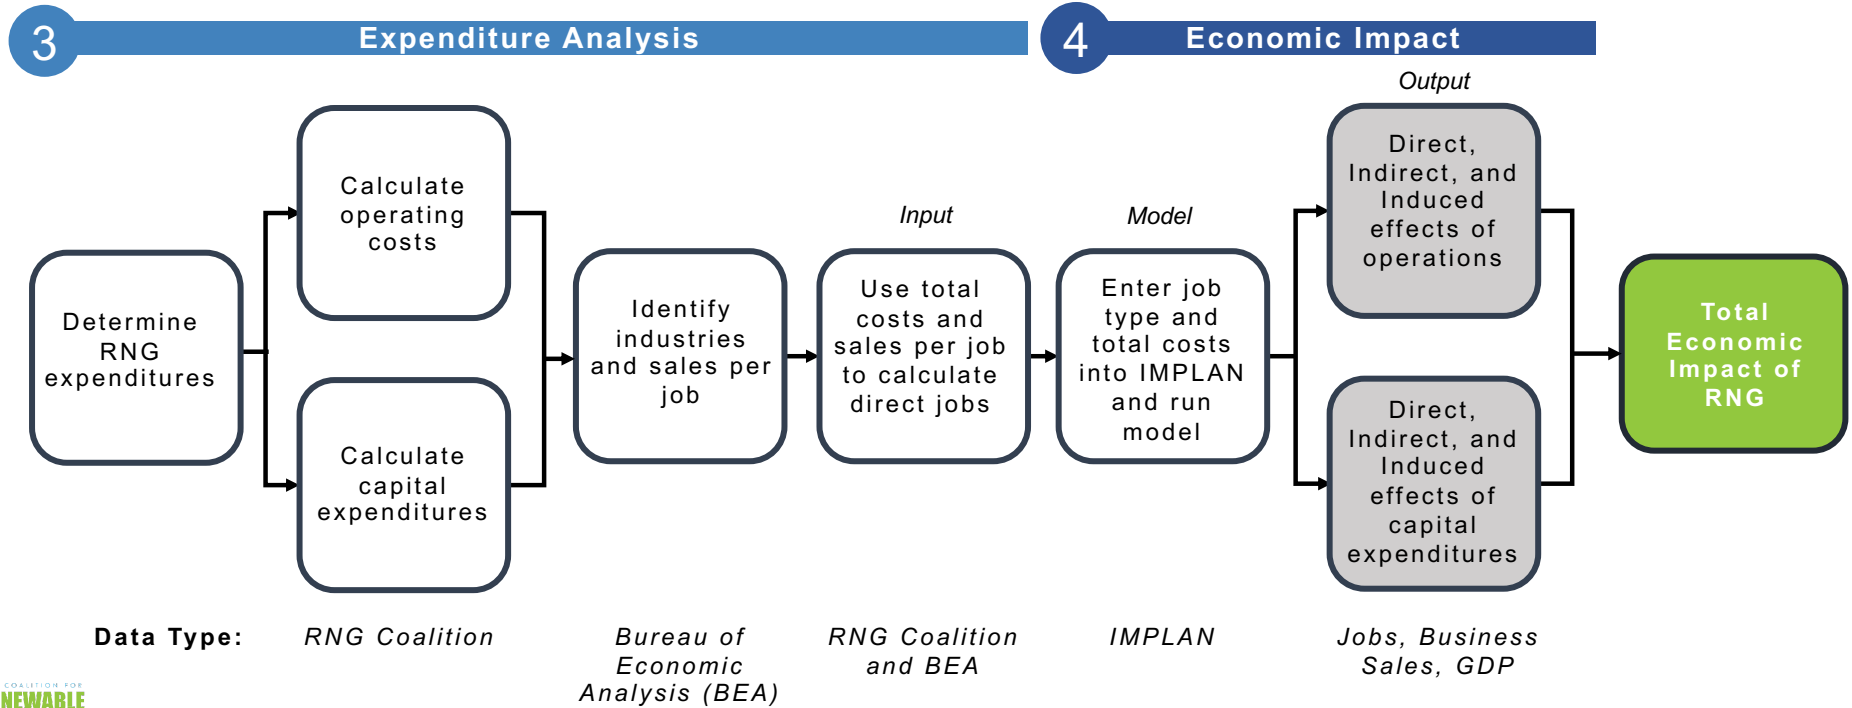 3
Expenditure Analysis
4
Economic Impact
Output
Determine
RNG
expenditures
Calculate
operating
costs
Calculate
capital
expenditures
Identify
industries
and sales per
job
Input
Use total
costs and
sales per job
to calculate
direct jobs
Model
Enter job
type and
total costs
into IMPLAN
and run
model
Direct,
Indirect, and
Induced
effects of
operations
Direct,
Indirect, and
Induced
effects of
capital
expenditures
Total
Economic
Impact of
RNG
Data Type:
RNG Coalition
Bureau of
Economic
Analysis (BEA)
RNG Coalition
and BEA
IMPLAN
Jobs, Business
Sales, GDP
COALITION FOR
NEWABLE